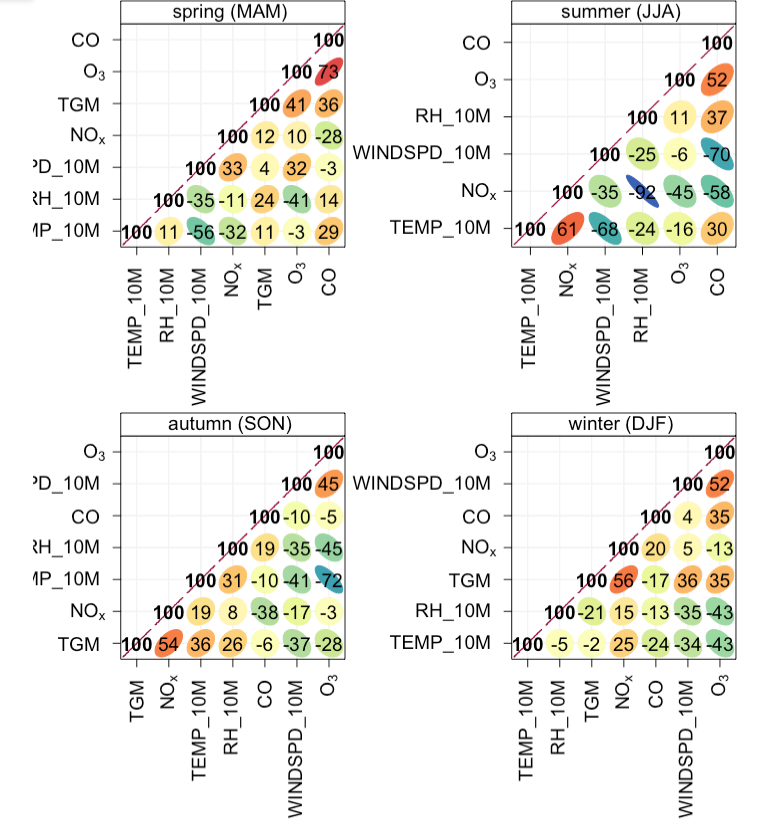 spring (MAM)
CO 100
O₃ 100 73
TGM 100 41 36
NOₓ 100 12 10 -28
PD_10M 100 33 4 32 -3
RH_10M 100 -35 -11 24 -41 14
MP_10M 100 11 -56 -32 11 -3 29
TEMP_10M
RH_10M
WINDSPD_10M
NOₓ
TGM
O₃
CO
summer (JJA)
CO 100
O₃ 100 52
RH_10M 100 11 37
WINDSPD_10M 100 -25 -6 -70
NOₓ 100 -35 -92 -45 -58
TEMP_10M 100 61 -68 -24 -16 30
TEMP_10M
NOₓ
WINDSPD_10M
RH_10M
O₃
CO
autumn (SON)
O₃ 100
PD_10M 100 45
CO 100 -10 -5
RH_10M 100 19 -35 -45
MP_10M 100 31 -10 -41 -72
NOₓ 100 19 8 -38 -17 -3
TGM 100 54 36 26 -6 -37 -28
TGM
NOₓ
TEMP_10M
RH_10M
CO
WINDSPD_10M
O₃
winter (DJF)
O₃ 100
WINDSPD_10M 100 52
CO 100 4 35
NOₓ 100 20 5 -13
TGM 100 56 -17 36 35
RH_10M 100 -21 15 -13 -35 -43
TEMP_10M 100 -5 -2 25 -24 -34 -43
TEMP_10M
RH_10M
TGM
NOₓ
CO
WINDSPD_10M
O₃